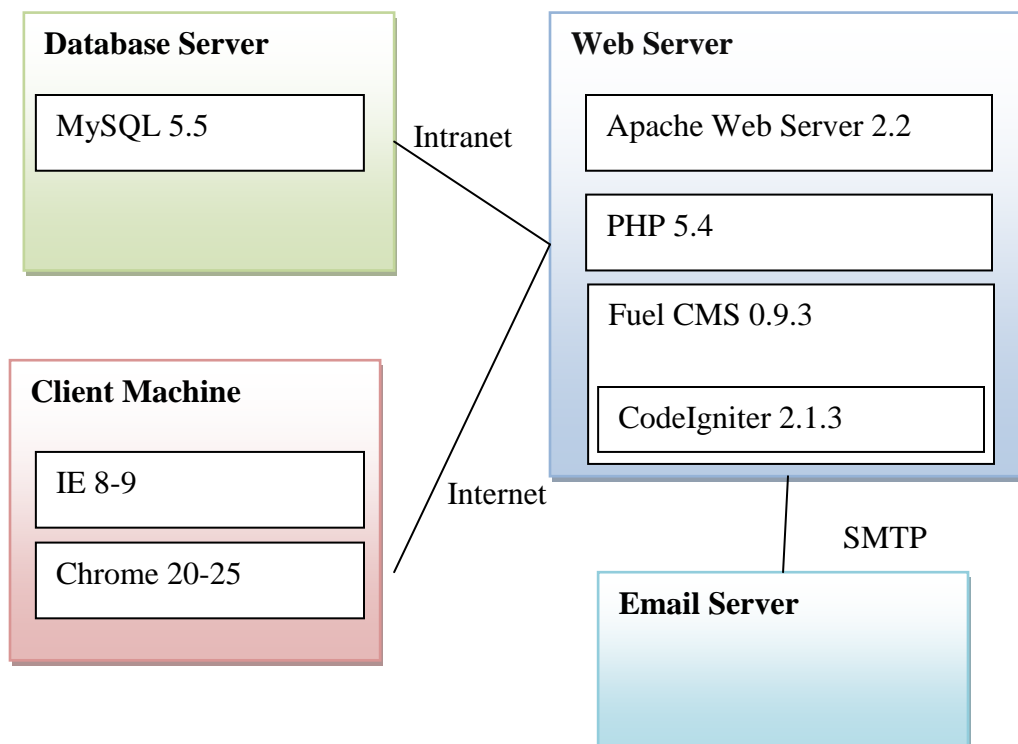 Database Server
MySQL 5.5
Intranet
Web Server
Apache Web Server 2.2
PHP 5.4
Fuel CMS 0.9.3
CodeIgniter 2.1.3
Client Machine
IE 8-9
Chrome 20-25
Internet
SMTP
Email Server